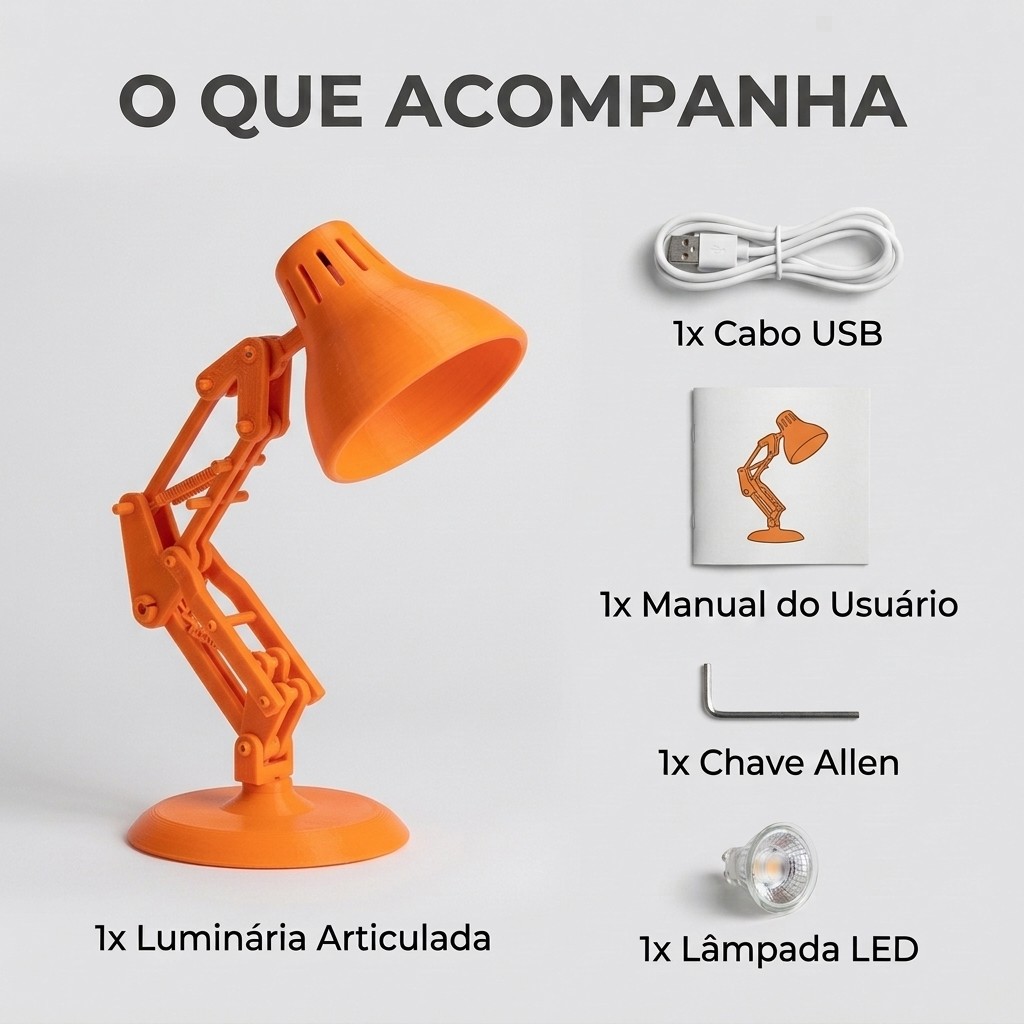 O QUE ACOMPANHA
1x Cabo USB
1x Manual do Usuário
1x Chave Allen
1x Luminária Articulada
1x Lâmpada LED